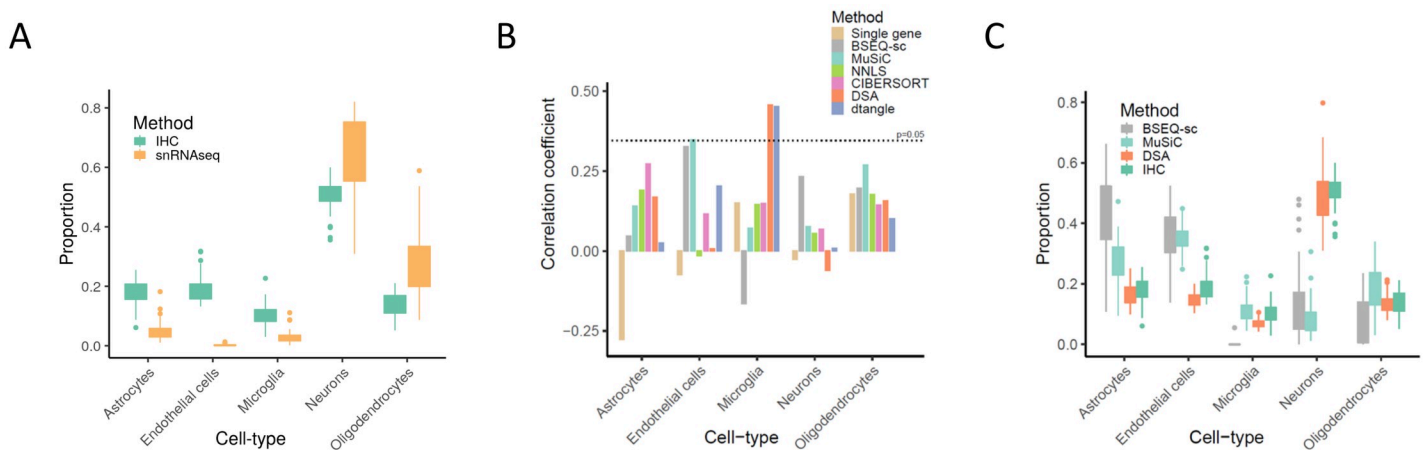 A
Proportion
0.8
0.6
0.4
0.2
0.0
Method
IHC
snRNAseq
Astrocytes
Endothelial cells
Microglia
Neurons
Oligodendrocytes
Cell-type
B
Correlation coefficient
0.50
0.25
0.00
−0.25
Method
Single gene
BSEQ-sc
MuSiC
NNLS
CIBERSORT
DSA
dtangle
p=0.05
Astrocytes
Endothelial cells
Microglia
Neurons
Oligodendrocytes
Cell−type
C
Proportion
0.8
0.6
0.4
0.2
0.0
Method
BSEQ-sc
MuSiC
DSA
IHC
Astrocytes
Endothelial cells
Microglia
Neurons
Oligodendrocytes
Cell−type